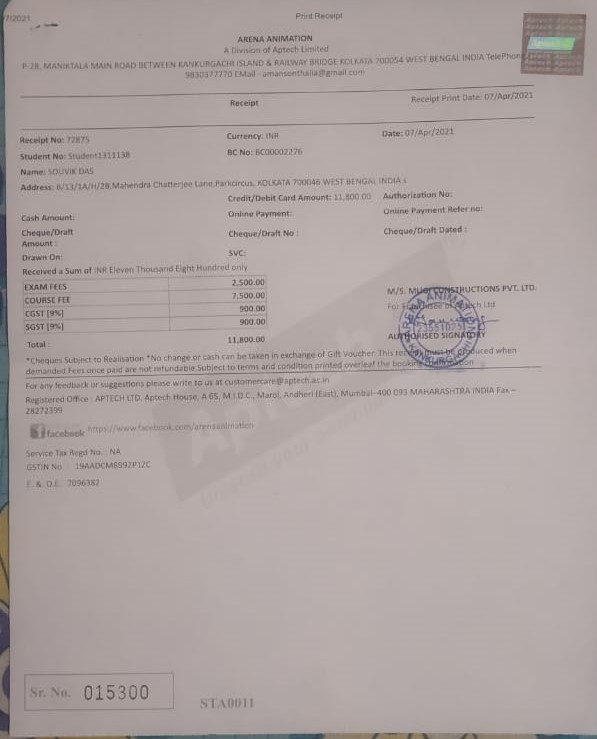 7/2021
Print Receipt
ARENA ANIMATION
A Division of Aptech Limited
P-28, MANIKTALA MAIN ROAD BETWEEN KANKURGACHI ISLAND & RAILWAY BRIDGE KOLKATA 700054 WEST BENGAL INDIA TelePhone
9830377770 EMail - amansonthalia@gmail.com
Receipt
Receipt Print Date: 07/Apr/2021
Receipt No: 72875
Currency: INR
Date: 07/Apr/2021
Student No: Student1311138
BC No: BC00002276
Name: SOUVIK DAS
Address: B/13/1A/H/28,Mahendra Chatterjee Lane,Parkcircus, KOLKATA 700046 WEST BENGAL INDIA
Credit/Debit Card Amount: 11,800.00
Authorization No:
Cash Amount:
Online Payment:
Online Payment Refer no:
Cheque/Draft
Amount :
Cheque/Draft No :
Cheque/Draft Dated :
Drawn On:
SVC:
Received a Sum of INR Eleven Thousand Eight Hundred only
EXAM FEES 2,500.00
COURSE FEE 7,500.00
CGST [9%] 900.00
SGST [9%] 900.00
Total : 11,800.00
M/S. CONSTRUCTIONS PVT. LTD.
For Franchisee of Aptech Ltd
ARENA ANIMATION
AUTHORISED SIGNATORY
*Cheques Subject to Realisation *No change or cash can be taken in exchange of Gift Voucher. This receipt must be produced when
demanded.Fees once paid are not refundable.Subject to terms and condition printed overleaf the booking confirmation
For any feedback or suggestions please write to us at customercare@aptech.ac.in
Registered Office : APTECH LTD. Aptech House, A 65, M.I.D.C., Marol, Andheri (East), Mumbai-400 093 MAHARASHTRA INDIA Fax -
28272399
facebook https://www.facebook.com/arenaanimation
Service Tax Regd No. : NA
GSTIN No. : 19AADCM8992P1ZC
E. & O.E. 7096382
Sr. No. 015300
STA0011